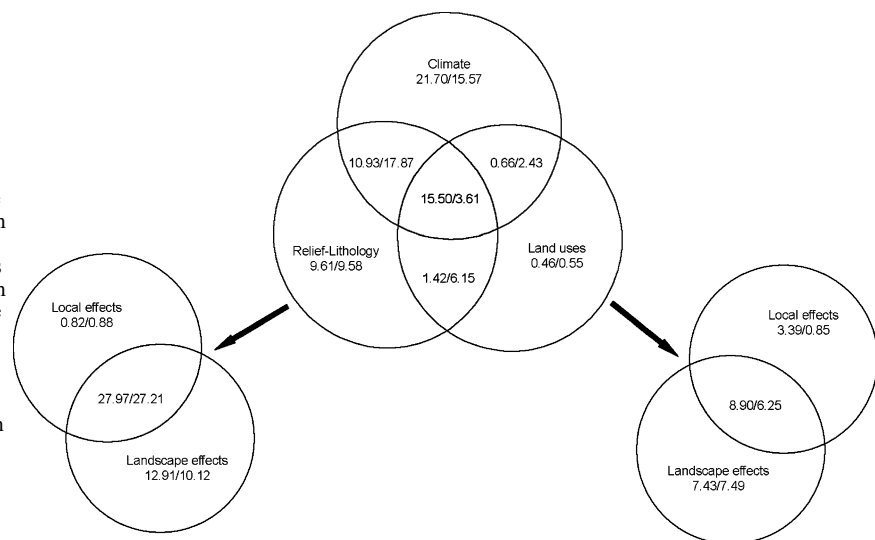 Climate
21.70/15.57
10.93/17.87
0.66/2.43
15.50/3.61
Relief-Lithology
9.61/9.58
Land uses
0.46/0.55
1.42/6.15
Local effects
0.82/0.88
27.97/27.21
Landscape effects
12.91/10.12
Local effects
3.39/0.85
8.90/6.25
Landscape effects
7.43/7.49